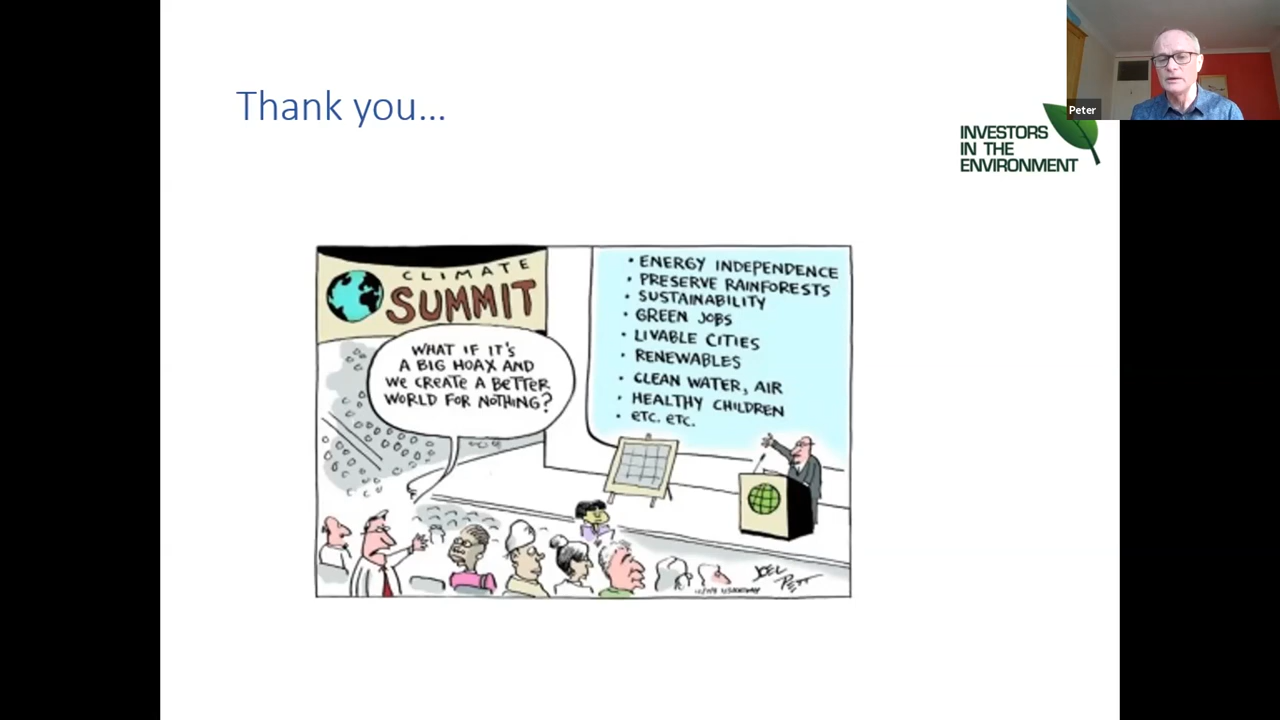 Thank you...
Peter
INVESTORS
IN THE
ENVIRONMENT
CLIMATE
SUMMIT
WHAT IF IT'S
A BIG HOAX AND
WE CREATE A BETTER
WORLD FOR NOTHING?
• ENERGY INDEPENDENCE
• PRESERVE RAINFORESTS
• SUSTAINABILITY
• GREEN JOBS
• LIVABLE CITIES
• RENEWABLES
• CLEAN WATER, AIR
• HEALTHY CHILDREN
• ETC. ETC.
JOEL
PETT